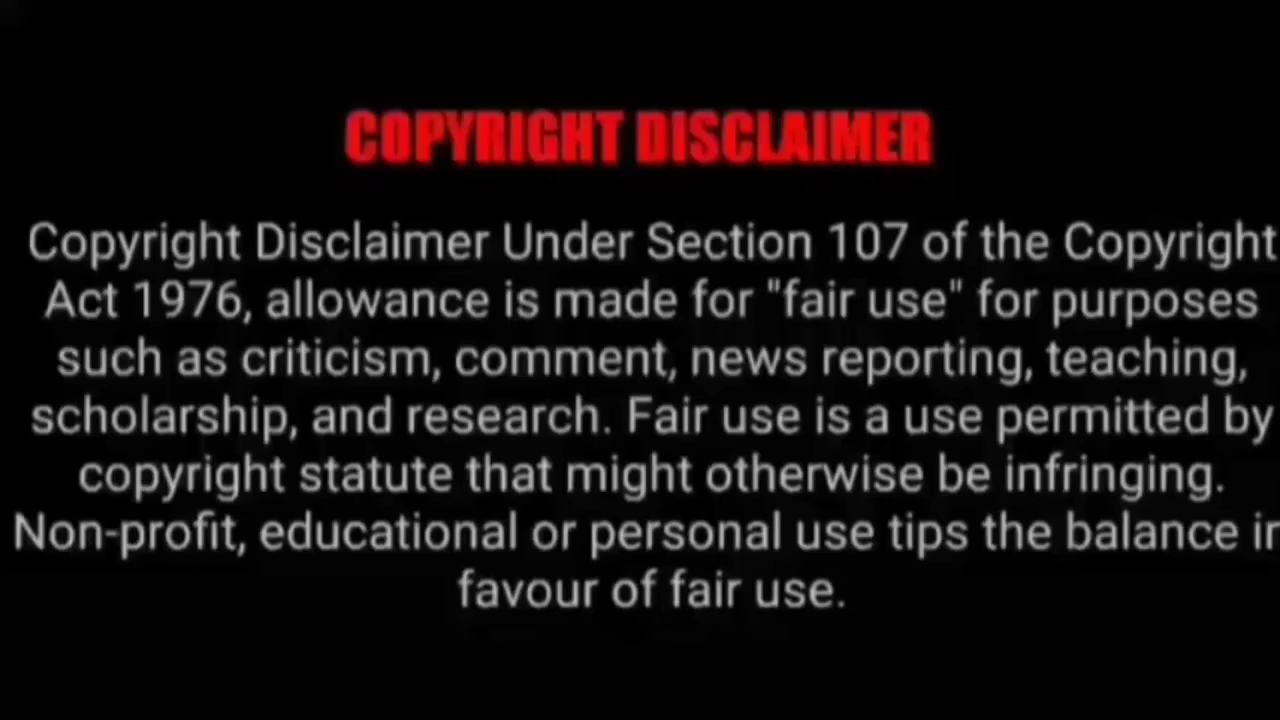 COPYRIGHT DISCLAIMER
Copyright Disclaimer Under Section 107 of the Copyright
Act 1976, allowance is made for "fair use" for purposes
such as criticism, comment, news reporting, teaching,
scholarship, and research. Fair use is a use permitted by
copyright statute that might otherwise be infringing.
Non-profit, educational or personal use tips the balance in
favour of fair use.